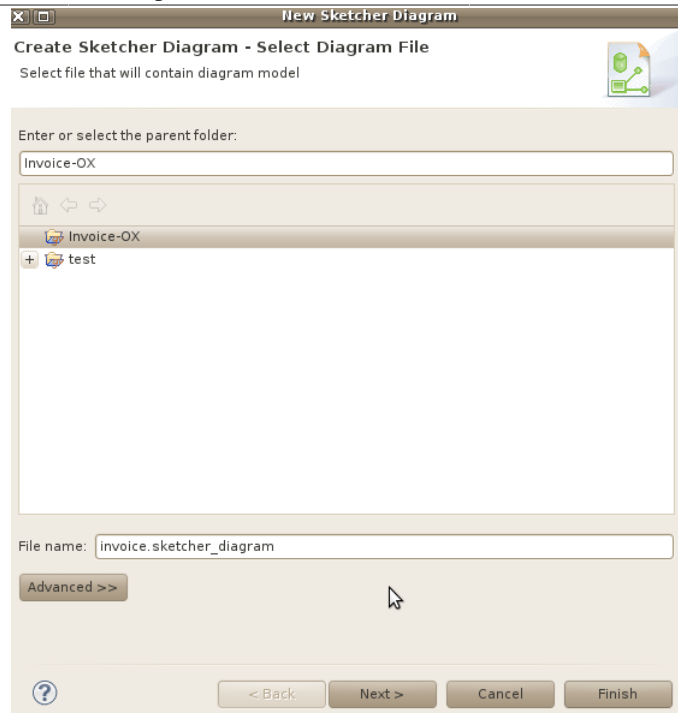 New Sketcher Diagram
Create Sketcher Diagram - Select Diagram File
Select file that will contain diagram model
Enter or select the parent folder:
Invoice-OX
Invoice-OX
test
File name: invoice.sketcher_diagram
Advanced >>
< Back Next > Cancel Finish